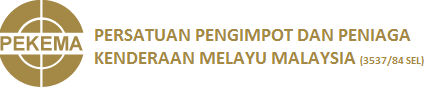 PEKEMA
PERSATUAN PENGIMPOT DAN PENIAGA
KENDERAAN MELAYU MALAYSIA (3537/84 SEL)